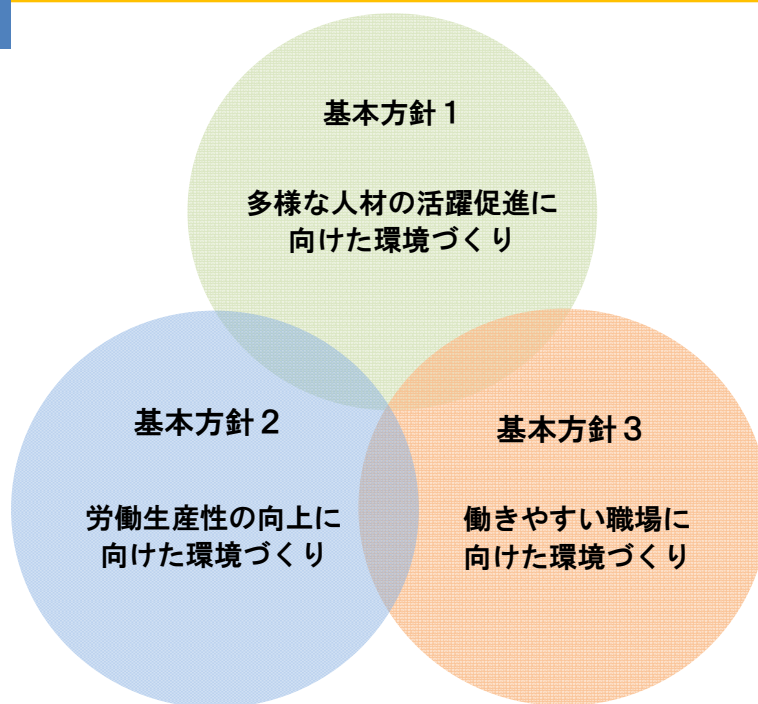 基本方針１
多様な人材の活躍促進に
向けた環境づくり
基本方針２
労働生産性の向上に
向けた環境づくり
基本方針３
働きやすい職場に
向けた環境づくり